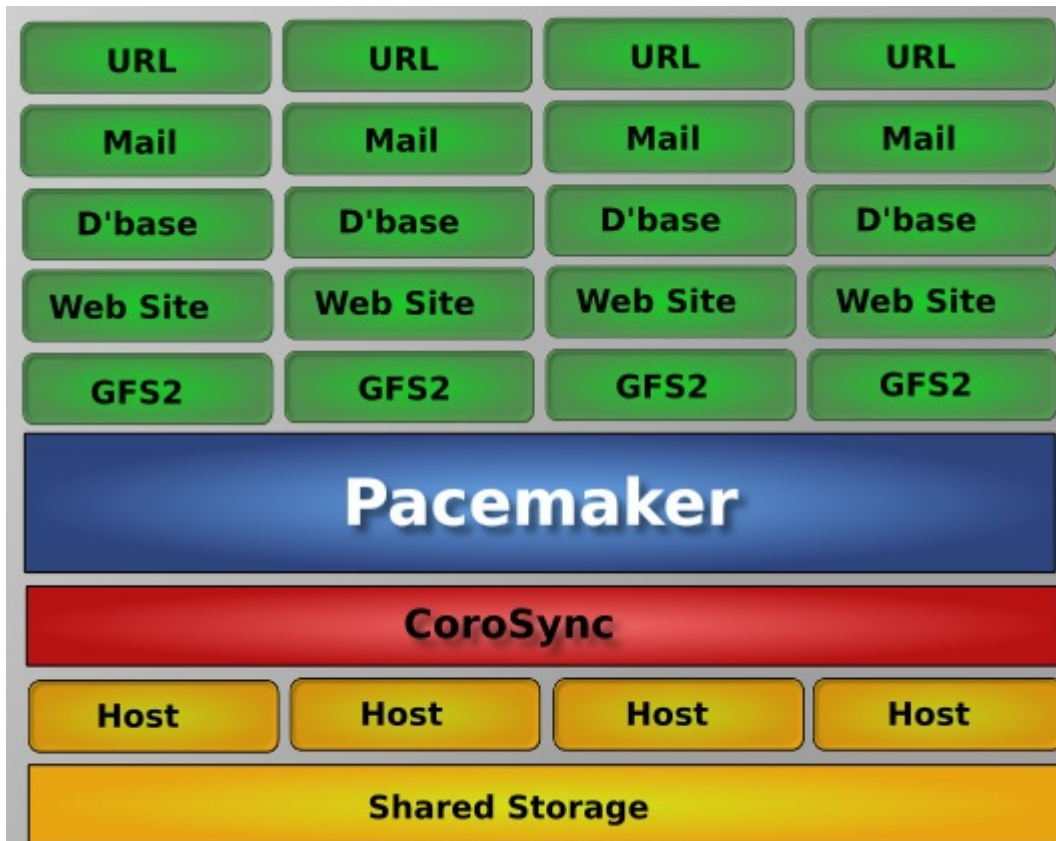 URL URL URL URL
Mail Mail Mail Mail
D'base D'base D'base D'base
Web Site Web Site Web Site Web Site
GFS2 GFS2 GFS2 GFS2
Pacemaker
CoroSync
Host Host Host Host
Shared Storage